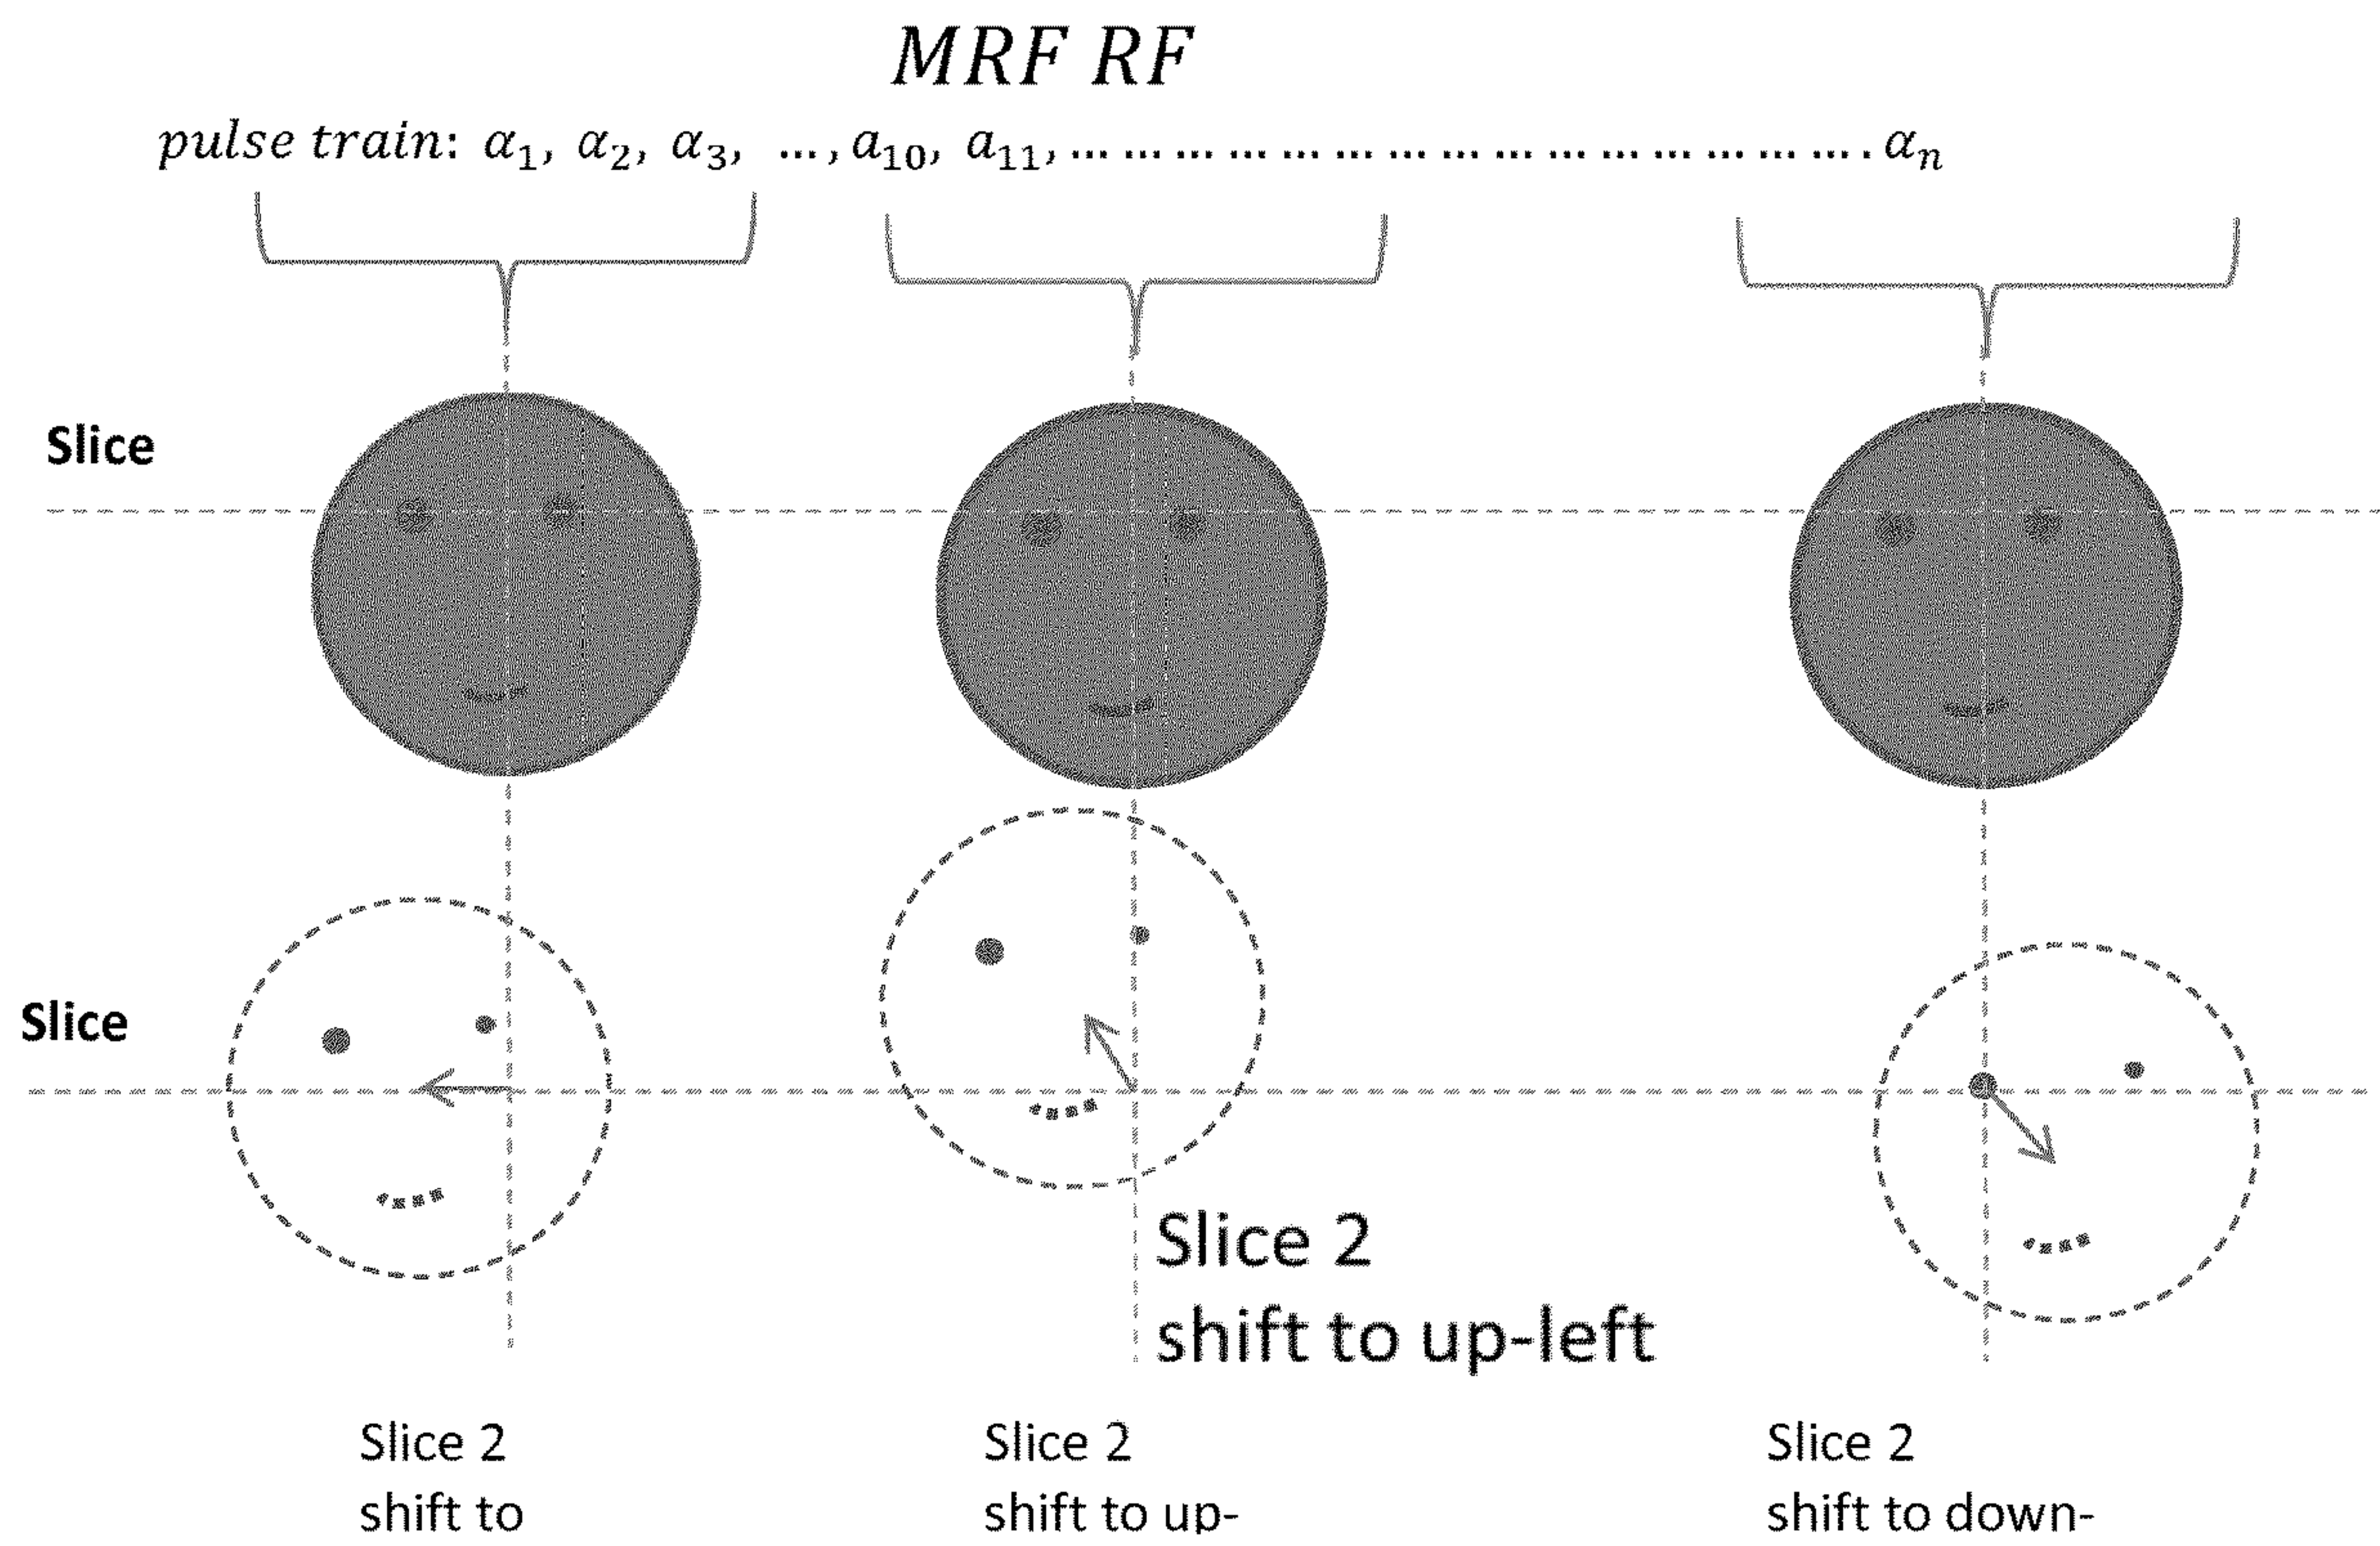 MRF RF
pulse train: α₁, α₂, α₃, …, a₁₀, a₁₁, … … … … … … … … … … … … … … … . αₙ
Slice
Slice
Slice 2
shift to up-left
Slice 2
shift to
Slice 2
shift to up-
Slice 2
shift to down-